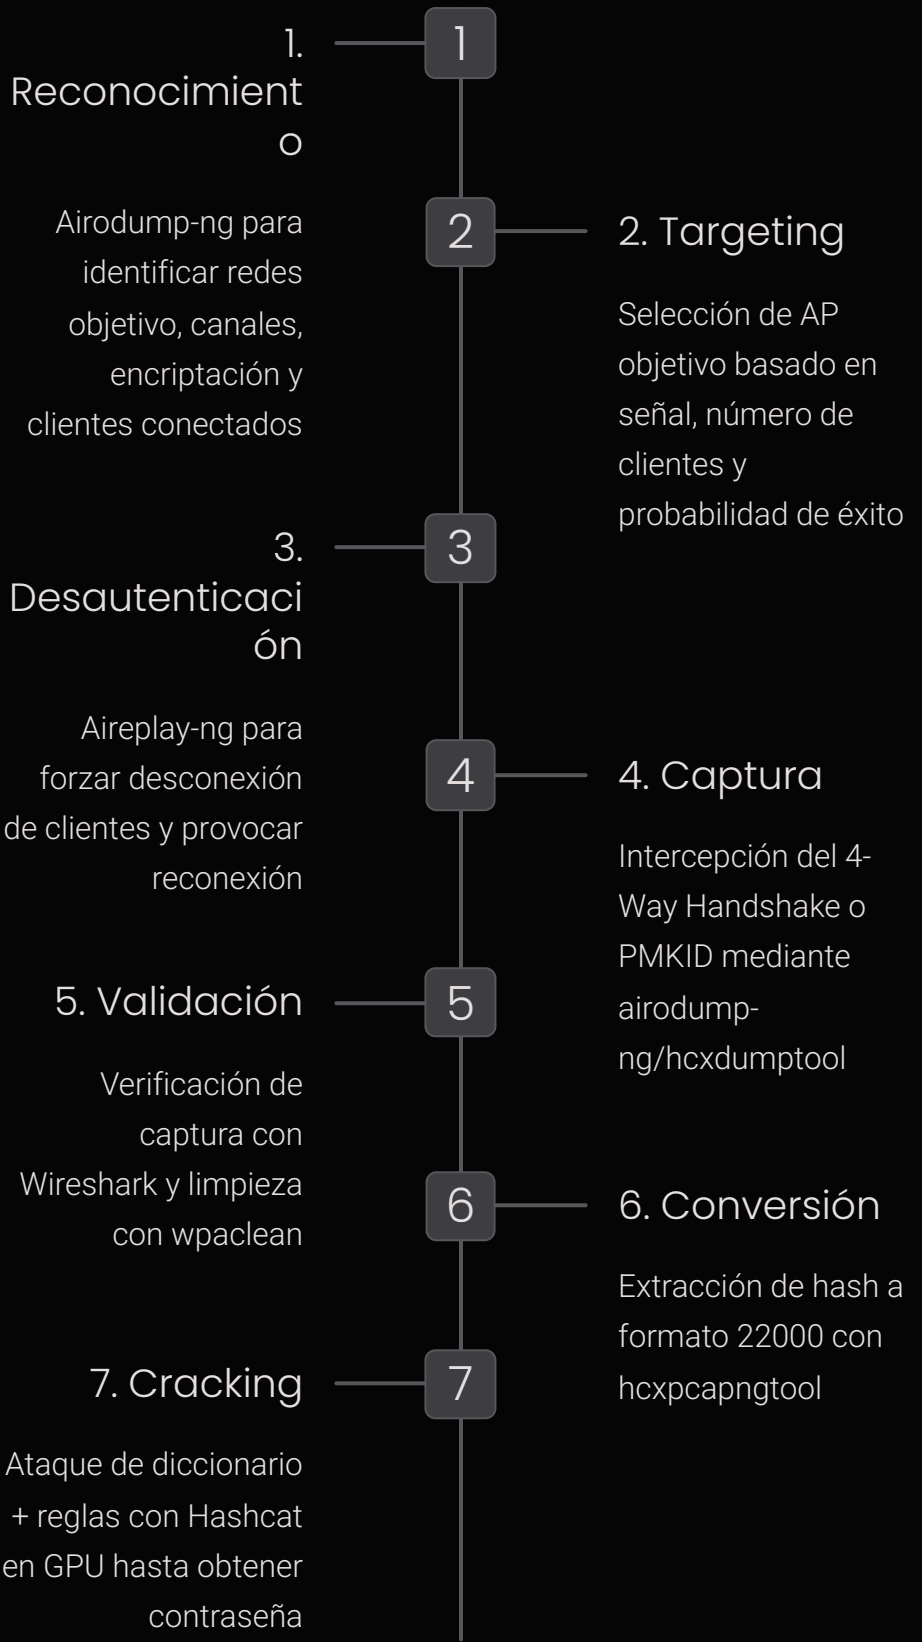 1.
Reconocimient
o
1
Airodump-ng para
identificar redes
objetivo, canales,
encriptación y
clientes conectados
2
2. Targeting
Selección de AP
objetivo basado en
señal, número de
clientes y
probabilidad de éxito
3.
Desautenticaci
ón
3
Aireplay-ng para
forzar desconexión
de clientes y provocar
reconexión
4
4. Captura
Intercepción del 4-
Way Handshake o
PMKID mediante
airodump-
ng/hcxdumptool
5. Validación
5
Verificación de
captura con
Wireshark y limpieza
con wpaclean
6
6. Conversión
Extracción de hash a
formato 22000 con
hcxpcapngtool
7. Cracking
7
Ataque de diccionario
+ reglas con Hashcat
en GPU hasta obtener
contraseña